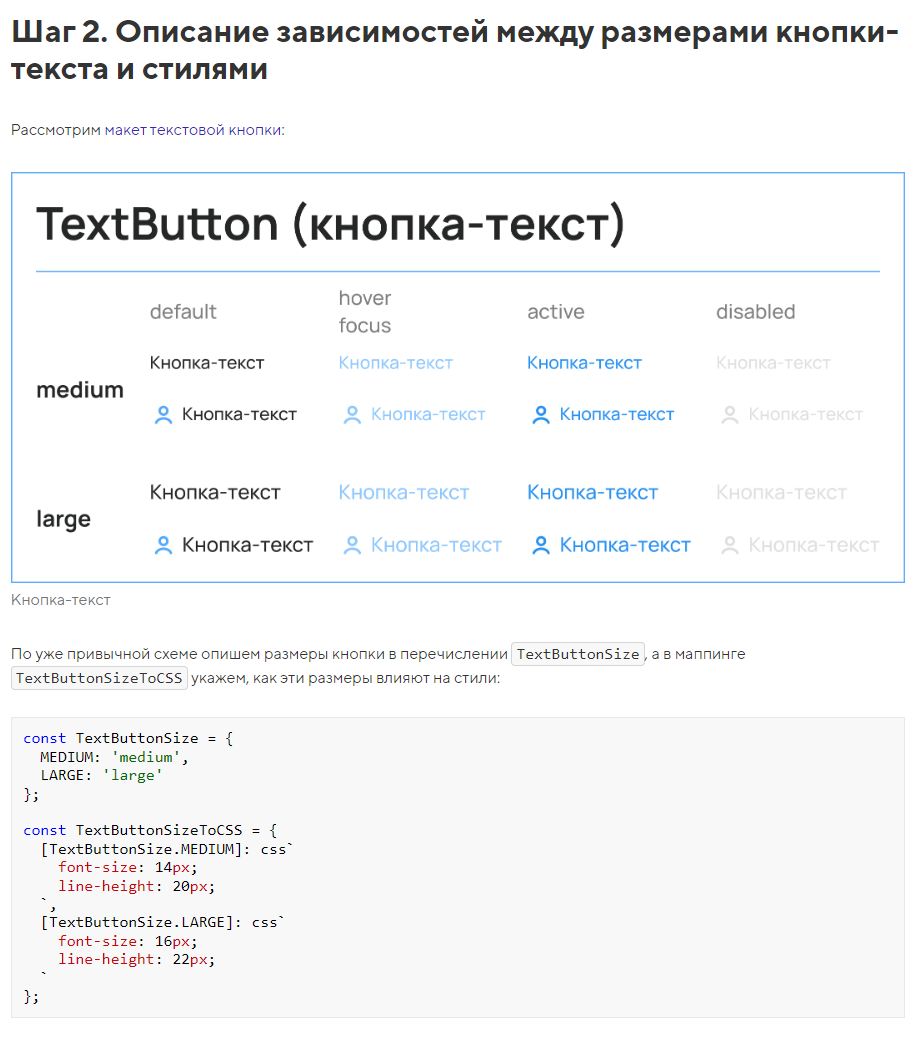 Шаг 2. Описание зависимостей между размерами кнопки-
текста и стилями
Рассмотрим макет текстовой кнопки:
TextButton (кнопка-текст)
default
hover
focus
active
disabled
medium
Кнопка-текст
Кнопка-текст
Кнопка-текст
Кнопка-текст
Кнопка-текст
Кнопка-текст
Кнопка-текст
Кнопка-текст
large
Кнопка-текст
Кнопка-текст
Кнопка-текст
Кнопка-текст
Кнопка-текст
Кнопка-текст
Кнопка-текст
Кнопка-текст
Кнопка-текст
По уже привычной схеме опишем размеры кнопки в перечислении TextButtonSize, а в маппинге
TextButtonSizeToCSS укажем, как эти размеры влияют на стили:
const TextButtonSize = {
  MEDIUM: 'medium',
  LARGE: 'large'
};
const TextButtonSizeToCSS = {
  [TextButtonSize.MEDIUM]: css`
    font-size: 14px;
    line-height: 20px;
  `,
  [TextButtonSize.LARGE]: css`
    font-size: 16px;
    line-height: 22px;
  `
};